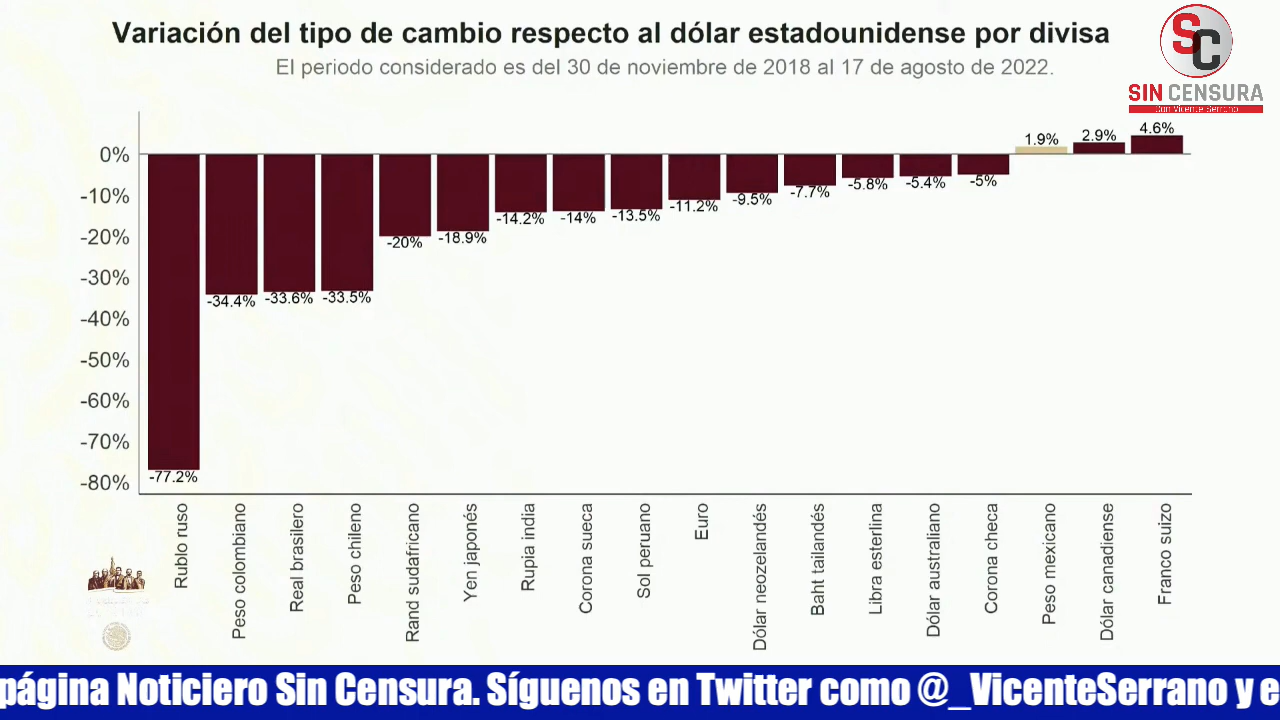 Variación del tipo de cambio respecto al dólar estadounidense por divisa
El periodo considerado es del 30 de noviembre de 2018 al 17 de agosto de 2022.
SC
SIN CENSURA
Con Vicente Serrano
0%
-10%
-20%
-30%
-40%
-50%
-60%
-70%
-80%
-77.2%
-34.4%
-33.6%
-33.5%
-20%
-18.9%
-14.2%
-14%
-13.5%
-11.2%
-9.5%
-7.7%
-5.8%
-5.4%
-5%
1.9%
2.9%
4.6%
Rublo ruso
Peso colombiano
Real brasilero
Peso chileno
Rand sudafricano
Yen japonés
Rupia india
Corona sueca
Sol peruano
Euro
Dólar neozelandés
Baht tailandés
Libra esterlina
Dólar australiano
Corona checa
Peso mexicano
Dólar canadiense
Franco suizo
página Noticiero Sin Censura. Síguenos en Twitter como @_VicenteSerrano y e